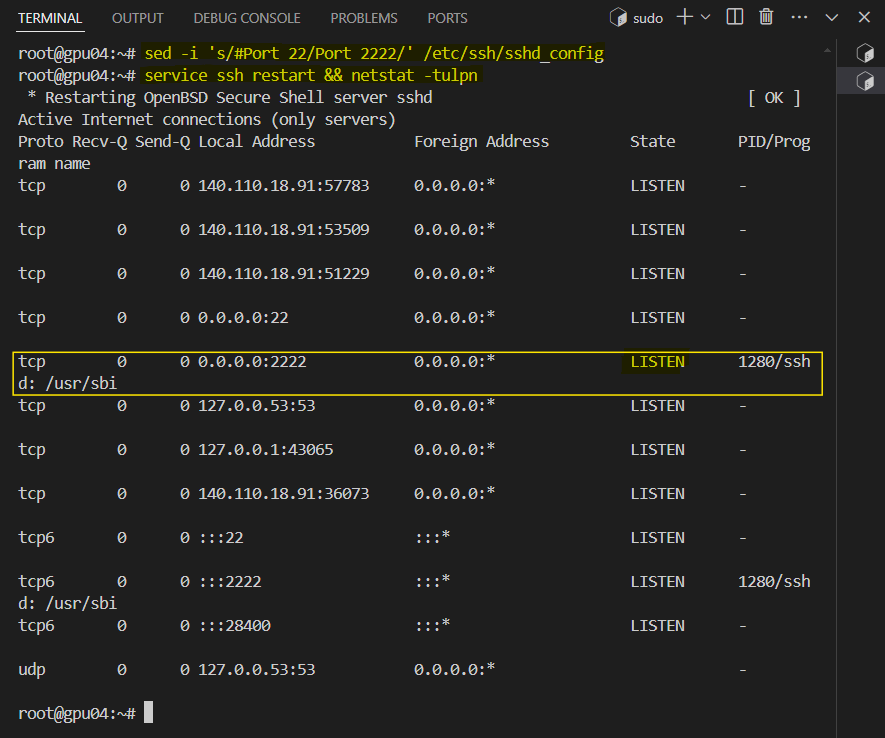 TERMINAL OUTPUT DEBUG CONSOLE PROBLEMS PORTS sudo
root@gpu04:~# sed -i 's/#Port 22/Port 2222/' /etc/ssh/sshd_config
root@gpu04:~# service ssh restart && netstat -tulpn
* Restarting OpenBSD Secure Shell server sshd [ OK ]
Active Internet connections (only servers)
Proto Recv-Q Send-Q Local Address Foreign Address State PID/Prog
ram name
tcp 0 0 140.110.18.91:57783 0.0.0.0:* LISTEN -
tcp 0 0 140.110.18.91:53509 0.0.0.0:* LISTEN -
tcp 0 0 140.110.18.91:51229 0.0.0.0:* LISTEN -
tcp 0 0 0.0.0.0:22 0.0.0.0:* LISTEN -
tcp 0 0 0.0.0.0:2222 0.0.0.0:* LISTEN 1280/ssh
d: /usr/sbi
tcp 0 0 127.0.0.53:53 0.0.0.0:* LISTEN -
tcp 0 0 127.0.0.1:43065 0.0.0.0:* LISTEN -
tcp 0 0 140.110.18.91:36073 0.0.0.0:* LISTEN -
tcp6 0 0 :::22 :::* LISTEN -
tcp6 0 0 :::2222 :::* LISTEN 1280/ssh
d: /usr/sbi
tcp6 0 0 :::28400 :::* LISTEN -
udp 0 0 127.0.0.53:53 0.0.0.0:* -
root@gpu04:~#